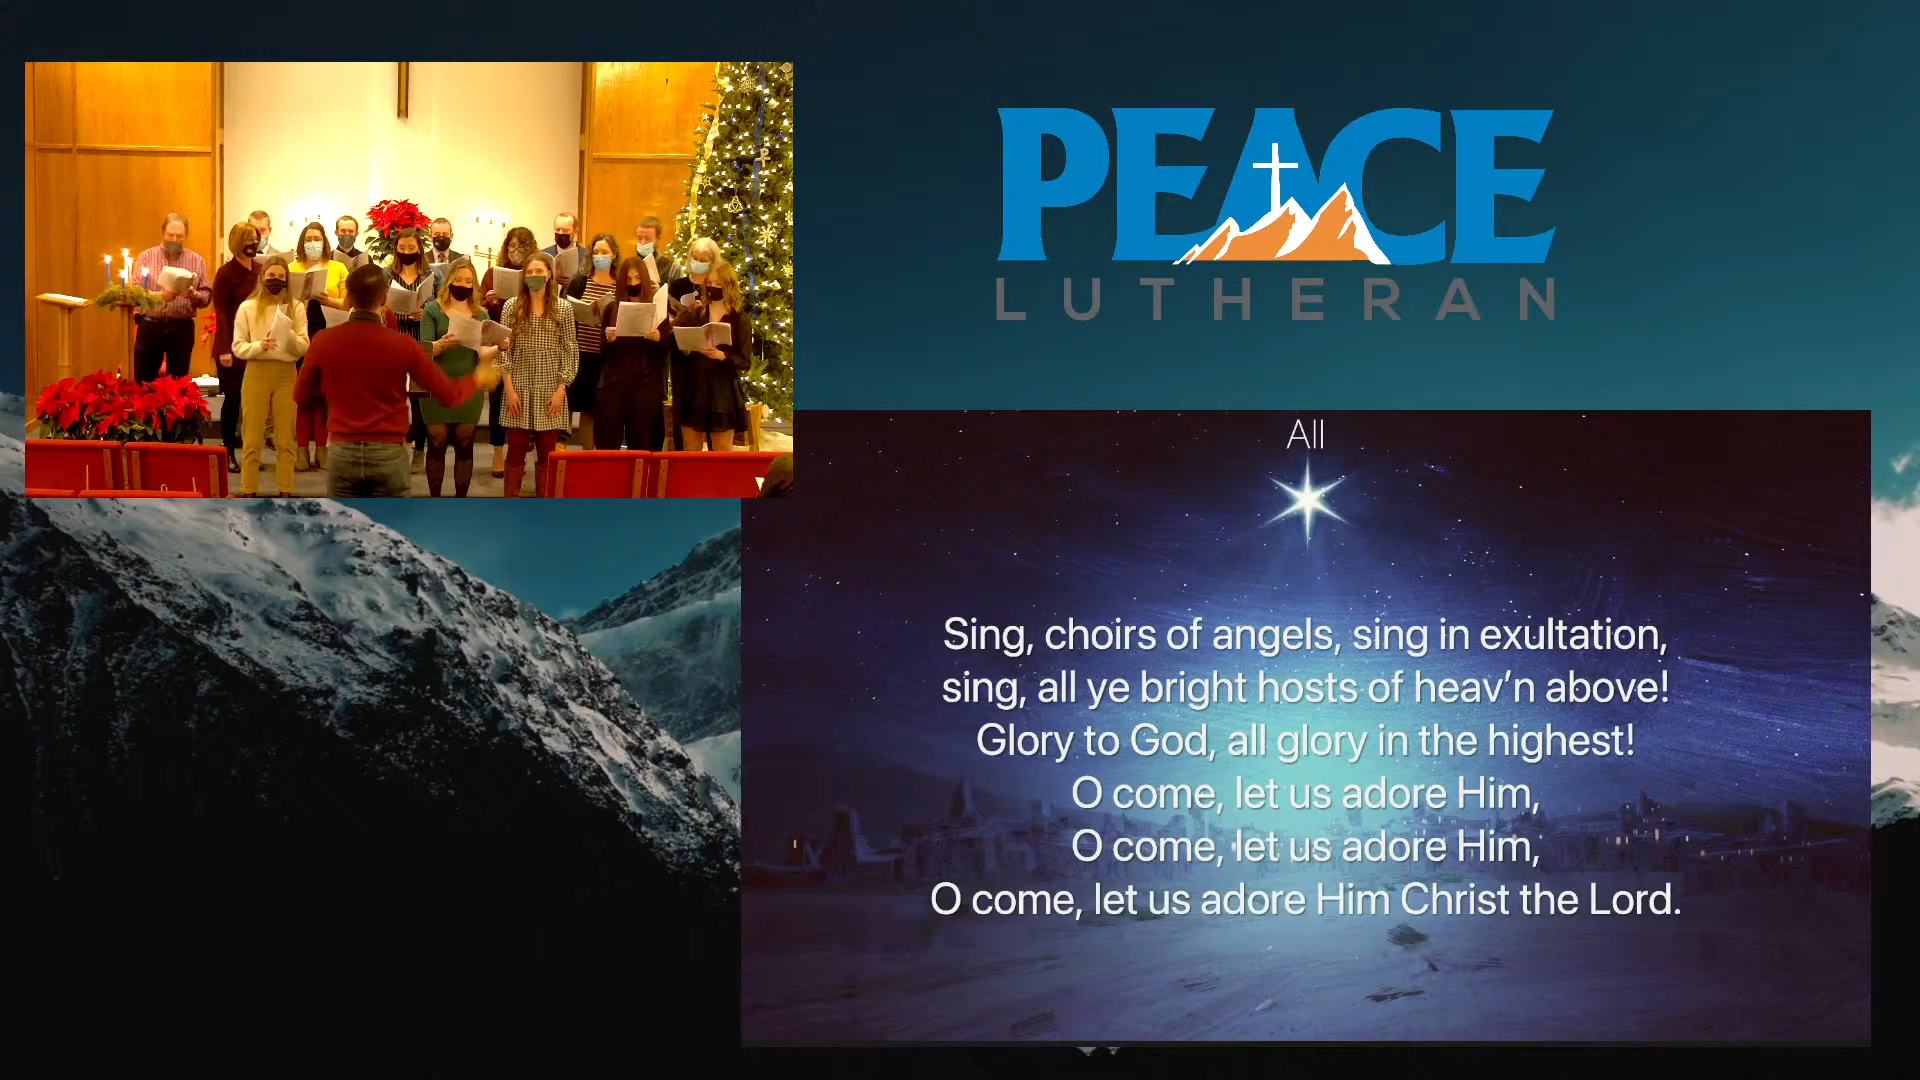 PEACE
LUTHERAN
All
Sing, choirs of angels, sing in exultation,
sing, all ye bright hosts of heav’n above!
Glory to God, all glory in the highest!
O come, let us adore Him,
O come, let us adore Him,
O come, let us adore Him Christ the Lord.